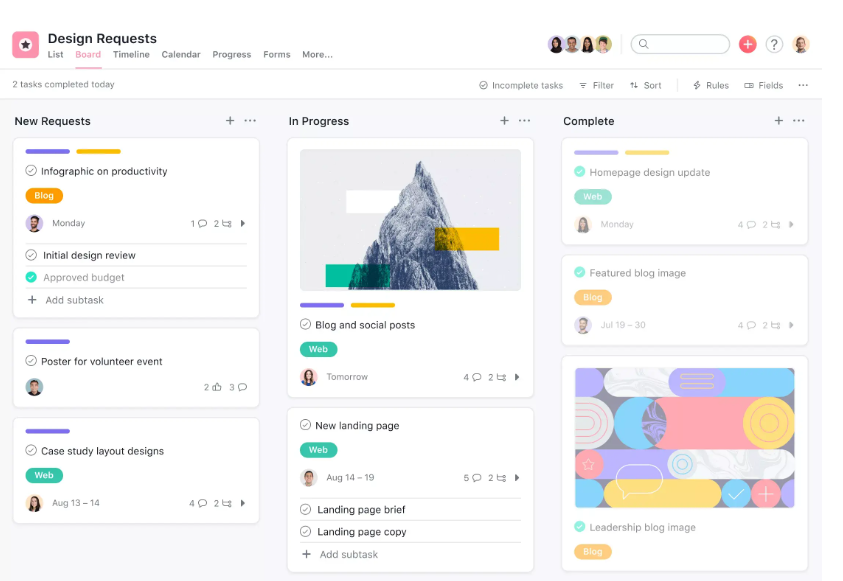 Design Requests
List Board Timeline Calendar Progress Forms More...
2 tasks completed today
Incomplete tasks Filter Sort Rules Fields
New Requests
Infographic on productivity
Blog
Monday 1 2
Initial design review
Approved budget
+ Add subtask
Poster for volunteer event
2 3
Case study layout designs
Web
Aug 13 – 14 4 2
In Progress
Blog and social posts
Web
Tomorrow 4 2
New landing page
Web
Aug 14 – 19 5 2
Landing page brief
Landing page copy
+ Add subtask
Complete
Homepage design update
Web
Monday 4 2
Featured blog image
Blog
Jul 19 – 30 4 2
Leadership blog image
Blog